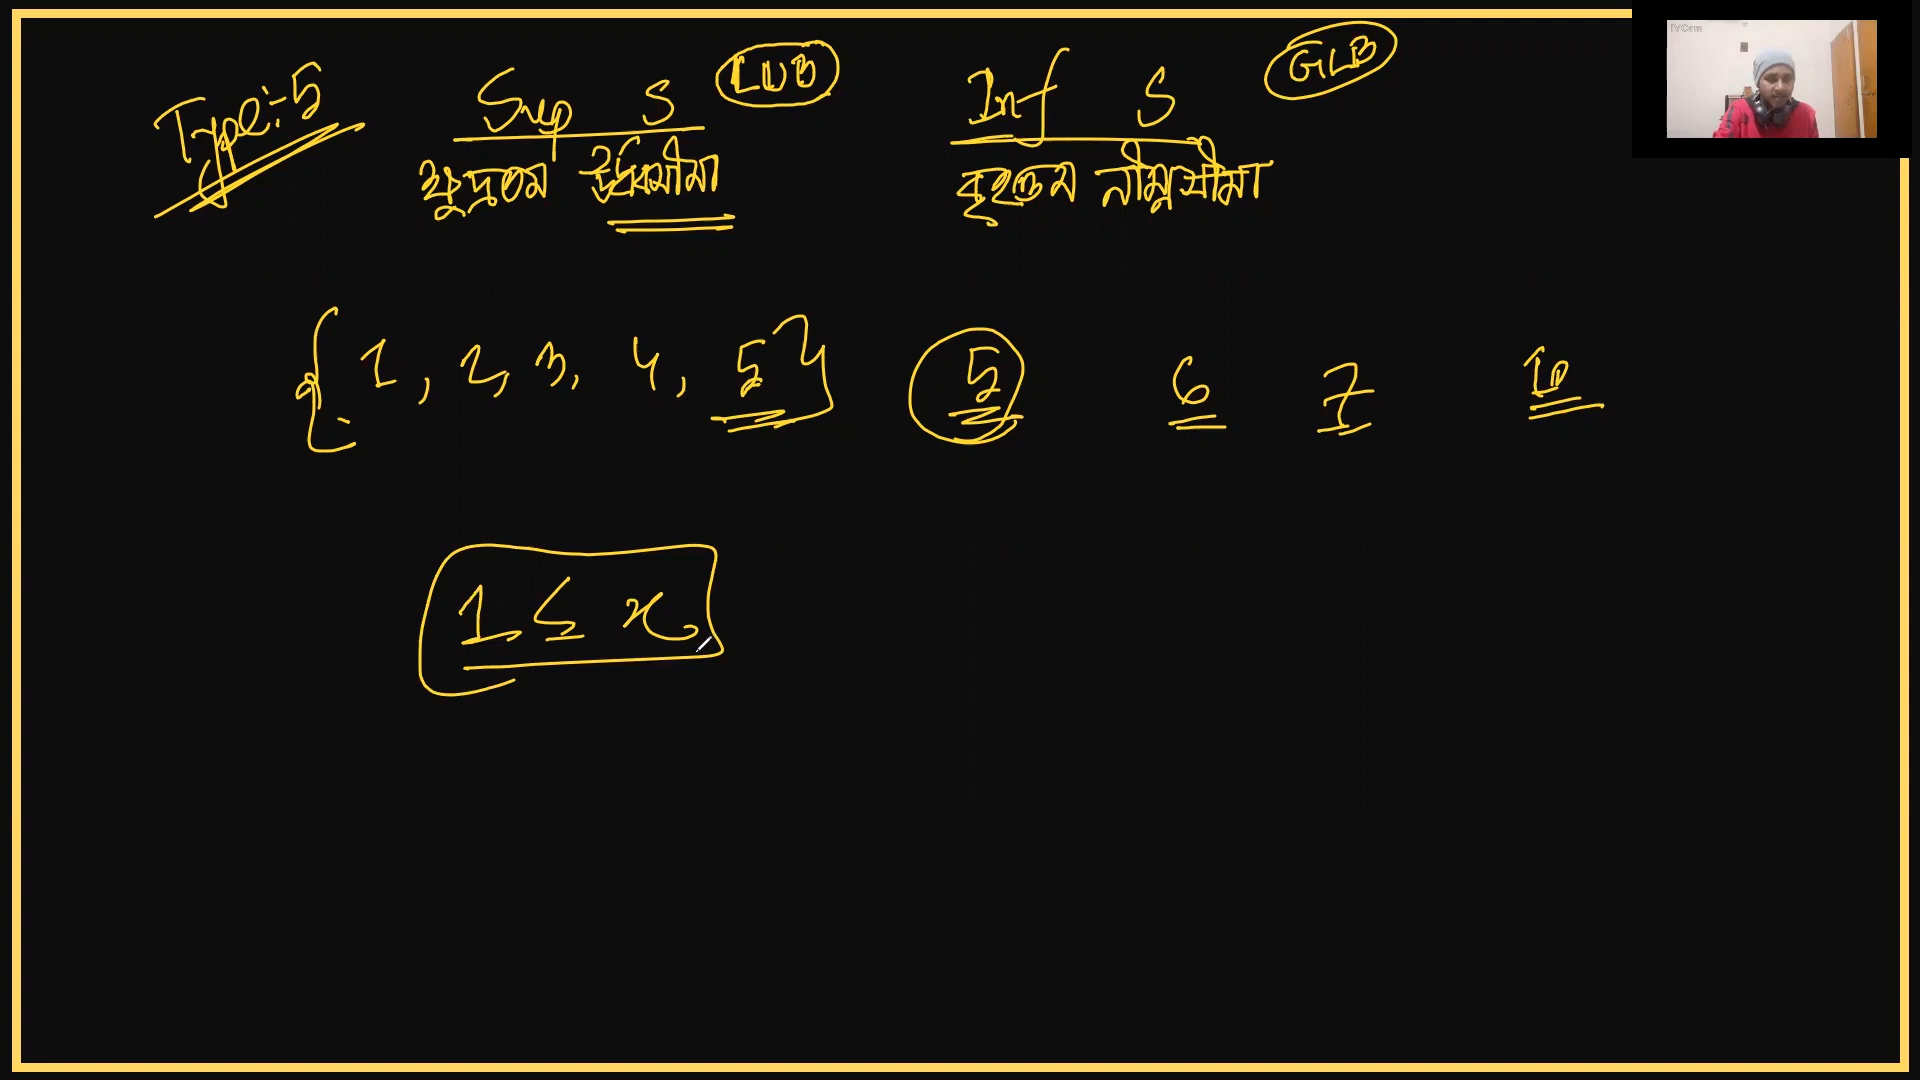 Type:-5
Sup S LUB
Inf S GLB
ক্ষুদ্রতম ঊর্ধ্বসীমা
বৃহত্তম নীম্নসীমা
{ 1, 2, 3, 4, 5} 5 6 7 10
1 ≤ x
iVCam